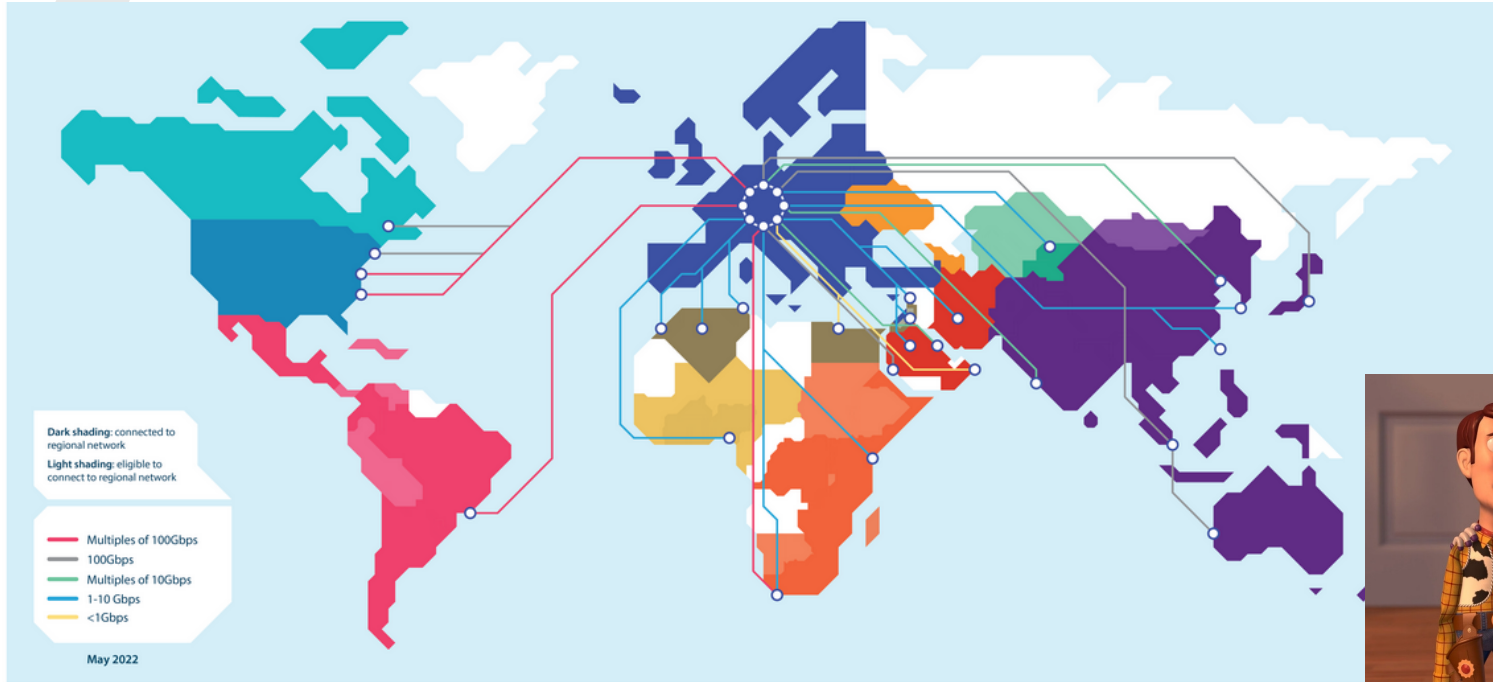 Dark shading: connected to
regional network
Light shading: eligible to
connect to regional network
Multiples of 100Gbps
100Gbps
Multiples of 10Gbps
1-10 Gbps
<1Gbps
May 2022